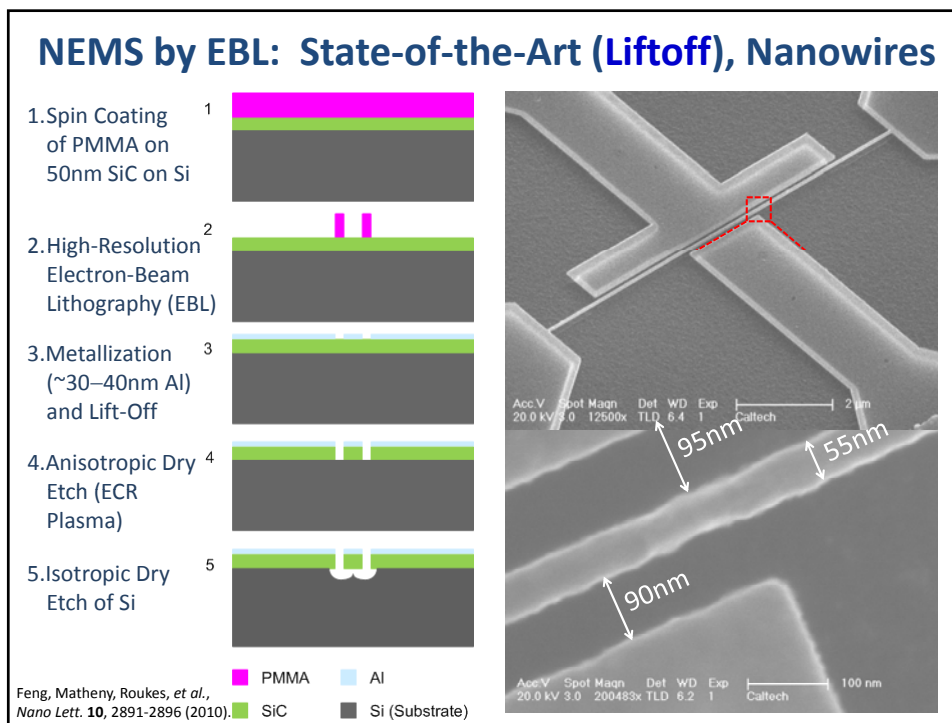 NEMS by EBL: State-of-the-Art (Liftoff), Nanowires
1.Spin Coating
of PMMA on
50nm SiC on Si
2.High-Resolution
Electron-Beam
Lithography (EBL)
3.Metallization
(~30–40nm Al)
and Lift-Off
4.Anisotropic Dry
Etch (ECR
Plasma)
5.Isotropic Dry
Etch of Si
Feng, Matheny, Roukes, et al.,
Nano Lett. 10, 2891-2896 (2010).
1
2
3
4
5
PMMA
Al
SiC
Si (Substrate)
Acc.V Spot Magn Det WD Exp
20.0 kV 3.0 12500x TLD 6.4 1 Caltech
2 µm
95nm
55nm
90nm
Acc.V Spot Magn Det WD Exp
20.0 kV 3.0 200483x TLD 6.2 1 Caltech
100 nm